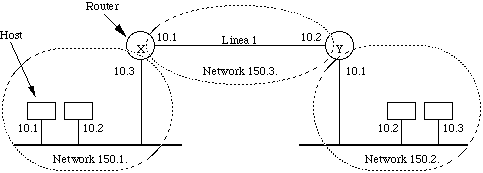 Router
Host
X
10.1
Linea 1
10.2
Y
10.3
Network 150.3.
10.1
10.1
10.2
10.2
10.3
Network 150.1.
Network 150.2.